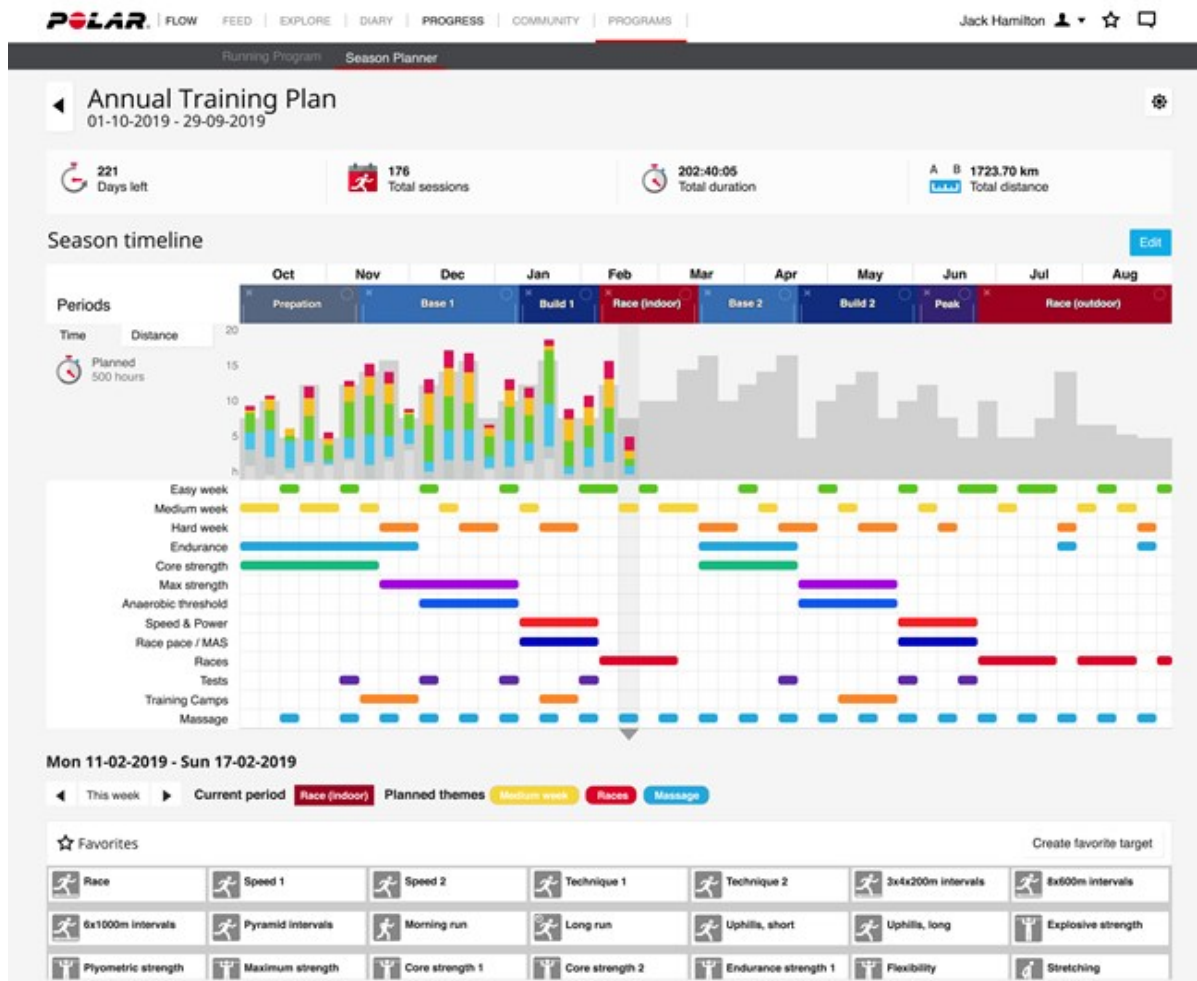 POLAR. FLOW FEED EXPLORE DIARY PROGRESS COMMUNITY PROGRAMS Jack Hamilton
Running Program Season Planner
Annual Training Plan
01-10-2019 - 29-09-2019
221 176 202:40:05 A B 1723.70 km
Days left Total sessions Total duration Total distance
Season timeline Edit
Oct Nov Dec Jan Feb Mar Apr May Jun Jul Aug
Periods Prepation Base 1 Build 1 Race (indoor) Base 2 Build 2 Peak Race (outdoor)
Time Distance 20
Planned 15
500 hours
10
5
h
Easy week
Medium week
Hard week
Endurance
Core strength
Max strength
Anaerobic threshold
Speed & Power
Race pace / MAS
Races
Tests
Training Camps
Massage
Mon 11-02-2019 - Sun 17-02-2019
This week Current period Race (indoor) Planned themes Medium week Races Massage
Favorites Create favorite target
Race Speed 1 Speed 2 Technique 1 Technique 2 3x4x200m intervals 8x600m intervals
6x1000m intervals Pyramid intervals Morning run Long run Uphills, short Uphills, long Explosive strength
Plyometric strength Maximum strength Core strength 1 Core strength 2 Endurance strength 1 Flexibility Stretching